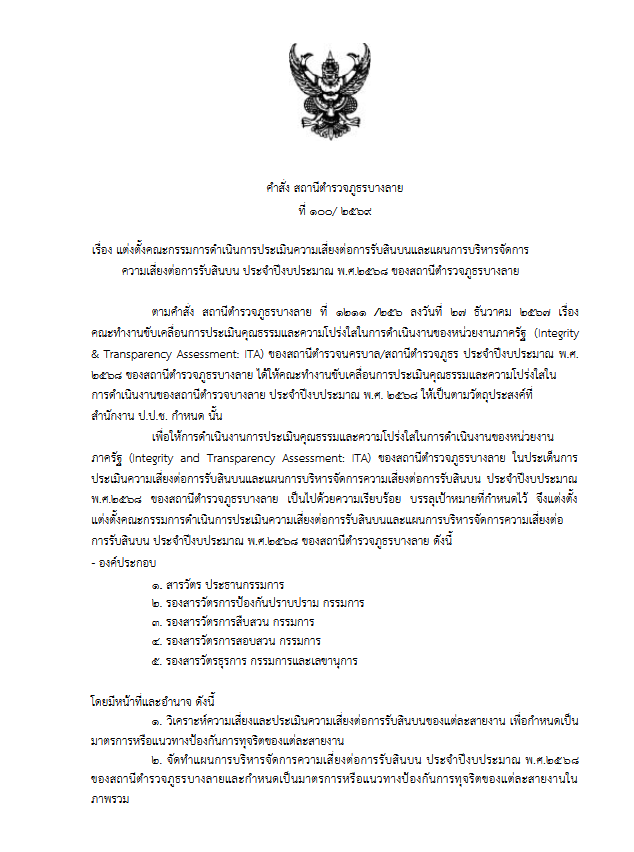 คำสั่ง สถานีตำรวจภูธรบางลาย
ที่ ๑๐๐/ ๒๕๖๙
เรื่อง แต่งตั้งคณะกรรมการดำเนินการประเมินความเสี่ยงต่อการรับสินบนและแผนการบริหารจัดการ
ความเสี่ยงต่อการรับสินบน ประจำปีงบประมาณ พ.ศ.๒๕๖๘ ของสถานีตำรวจภูธรบางลาย
ตามคำสั่ง สถานีตำรวจภูธรบางลาย ที่ ๑๒๑๑ /๒๕๖ ลงวันที่ ๒๗ ธันวาคม ๒๕๖๗ เรื่อง
คณะทำงานขับเคลื่อนการประเมินคุณธรรมและความโปร่งใสในการดำเนินงานของหน่วยงานภาครัฐ (Integrity
& Transparency Assessment: ITA) ของสถานีตำรวจนครบาล/สถานีตำรวจภูธร ประจำปีงบประมาณ พ.ศ.
๒๕๖๘ ของสถานีตำรวจภูธรบางลาย ได้ให้คณะทำงานขับเคลื่อนการประเมินคุณธรรมและความโปร่งใสใน
การดำเนินงานของสถานีตำรวจบางลาย ประจำปีงบประมาณ พ.ศ. ๒๕๖๘ ให้เป็นตามวัตถุประสงค์ที่
สำนักงาน ป.ป.ช. กำหนด นั้น
เพื่อให้การดำเนินงานการประเมินคุณธรรมและความโปร่งใสในการดำเนินงานของหน่วยงาน
ภาครัฐ (Integrity and Transparency Assessment: ITA) ของสถานีตำรวจภูธรบางลาย ในประเด็นการ
ประเมินความเสี่ยงต่อการรับสินบนและแผนการบริหารจัดการความเสี่ยงต่อการรับสินบน ประจำปีงบประมาณ
พ.ศ.๒๕๖๘ ของสถานีตำรวจภูธรบางลาย เป็นไปด้วยความเรียบร้อย บรรลุเป้าหมายที่กำหนดไว้ จึงแต่งตั้ง
แต่งตั้งคณะกรรมการดำเนินการประเมินความเสี่ยงต่อการรับสินบนและแผนการบริหารจัดการความเสี่ยงต่อ
การรับสินบน ประจำปีงบประมาณ พ.ศ.๒๕๖๘ ของสถานีตำรวจภูธรบางลาย ดังนี้
- องค์ประกอบ
๑. สารวัตร ประธานกรรมการ
๒. รองสารวัตรการป้องกันปราบปราม กรรมการ
๓. รองสารวัตรการสืบสวน กรรมการ
๔. รองสารวัตรการสอบสวน กรรมการ
๕. รองสารวัตรธุรการ กรรมการและเลขานุการ
โดยมีหน้าที่และอำนาจ ดังนี้
๑. วิเคราะห์ความเสี่ยงและประเมินความเสี่ยงต่อการรับสินบนของแต่ละสายงาน เพื่อกำหนดเป็น
มาตรการหรือแนวทางป้องกันการทุจริตของแต่ละสายงาน
๒. จัดทำแผนการบริหารจัดการความเสี่ยงต่อการรับสินบน ประจำปีงบประมาณ พ.ศ.๒๕๖๘
ของสถานีตำรวจภูธรบางลายและกำหนดเป็นมาตรการหรือแนวทางป้องกันการทุจริตของแต่ละสายงานใน
ภาพรวม